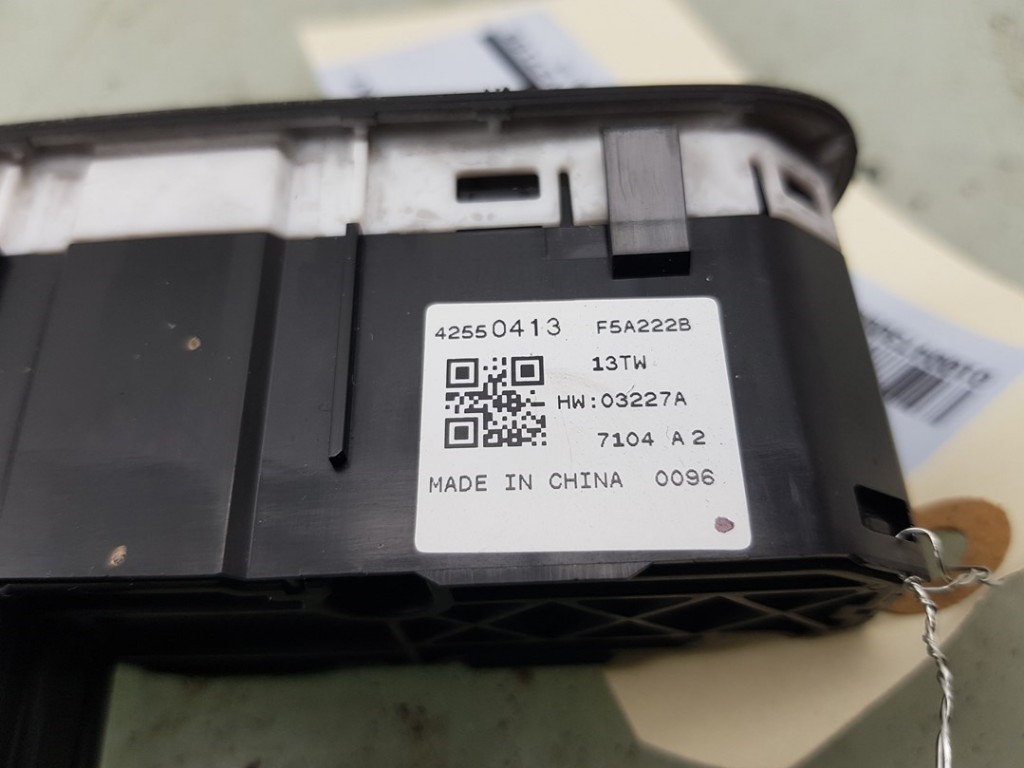 42550413 F5A222B
13TW
HW:03227A
7104 A2
MADE IN CHINA 0096